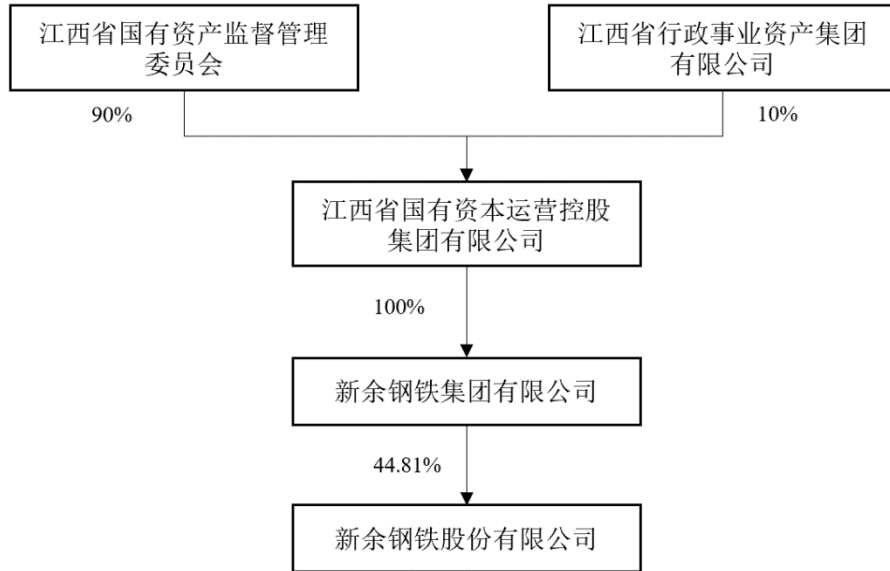 江西省国有资产监督管理
委员会
江西省行政事业资产集团
有限公司
90%
10%
江西省国有资本运营控股
集团有限公司
100%
新余钢铁集团有限公司
44.81%
新余钢铁股份有限公司